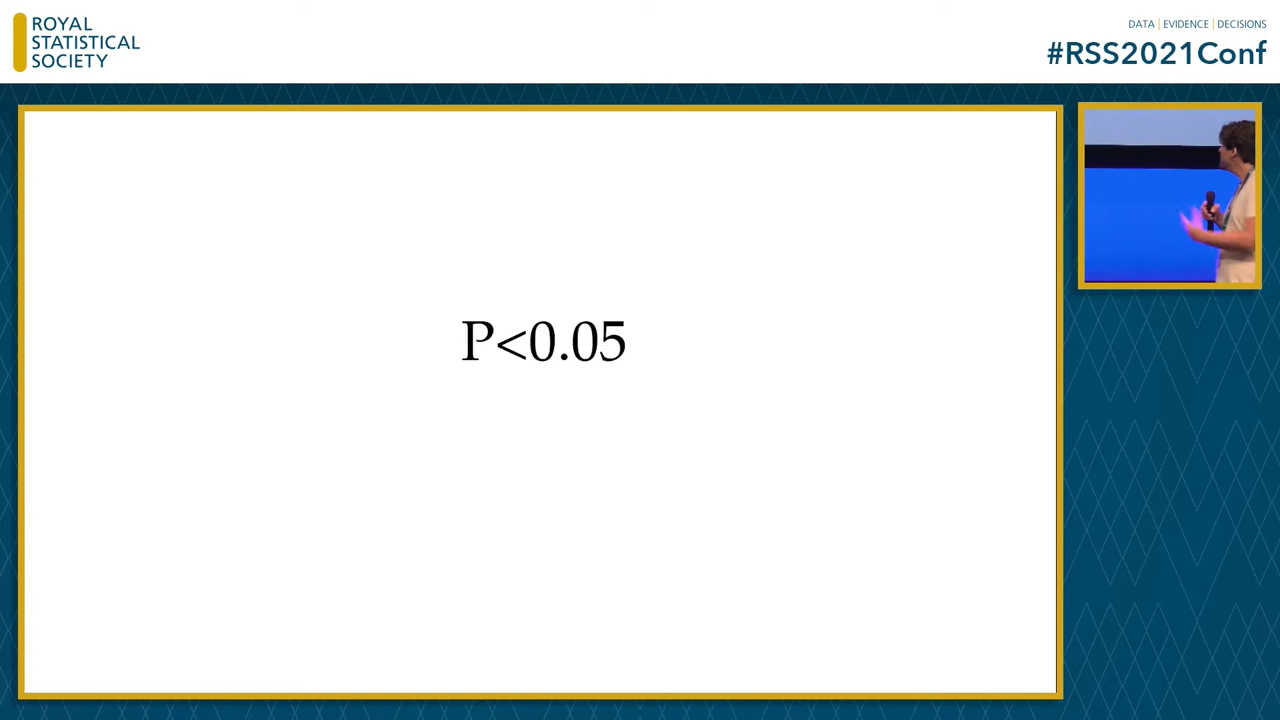 ROYAL
STATISTICAL
SOCIETY
DATA | EVIDENCE | DECISIONS
#RSS2021Conf
P<0.05